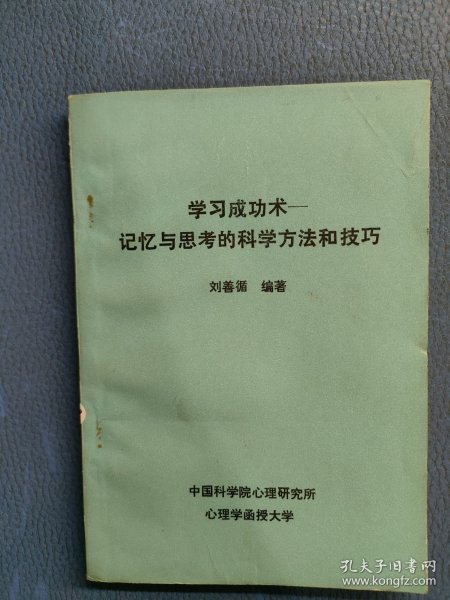 学习成功术——
记忆与思考的科学方法和技巧
刘善循 编著
中国科学院心理研究所
心理学函授大学
孔夫子旧书网
www.kongfz.com